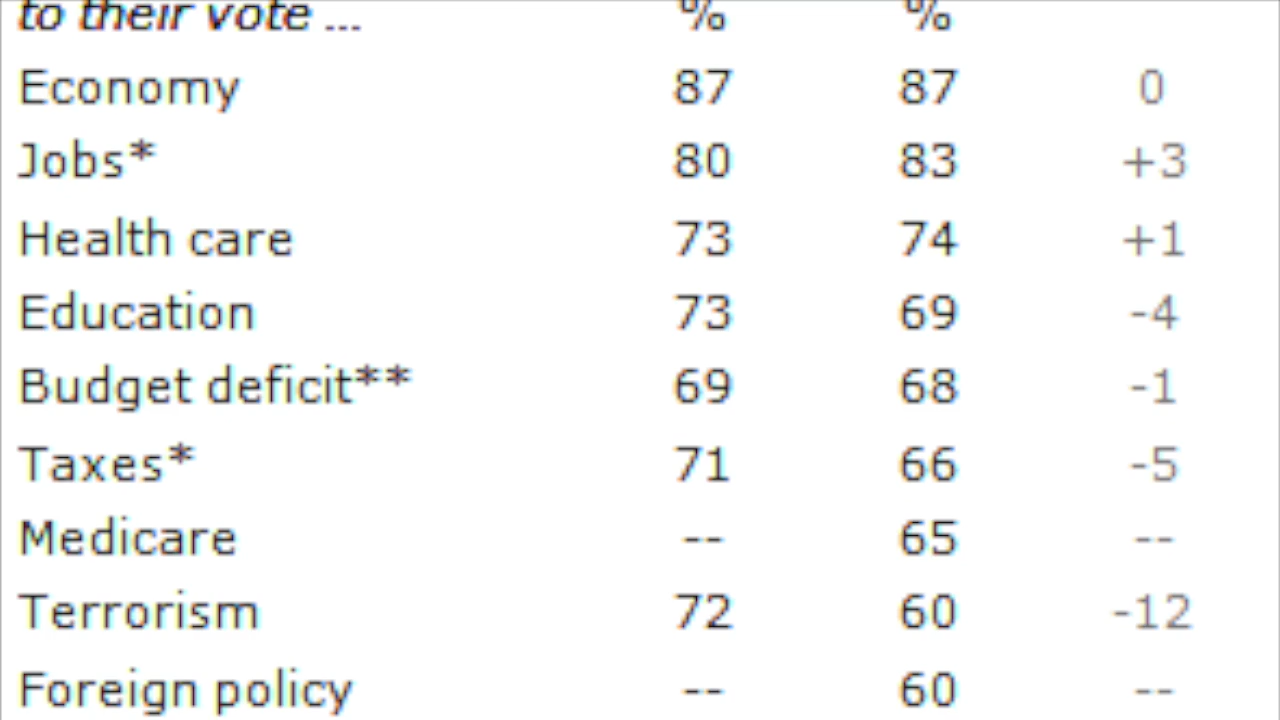 to their vote ... % %
Economy 87 87 0
Jobs* 80 83 +3
Health care 73 74 +1
Education 73 69 -4
Budget deficit** 69 68 -1
Taxes* 71 66 -5
Medicare -- 65 --
Terrorism 72 60 -12
Foreign policy -- 60 --